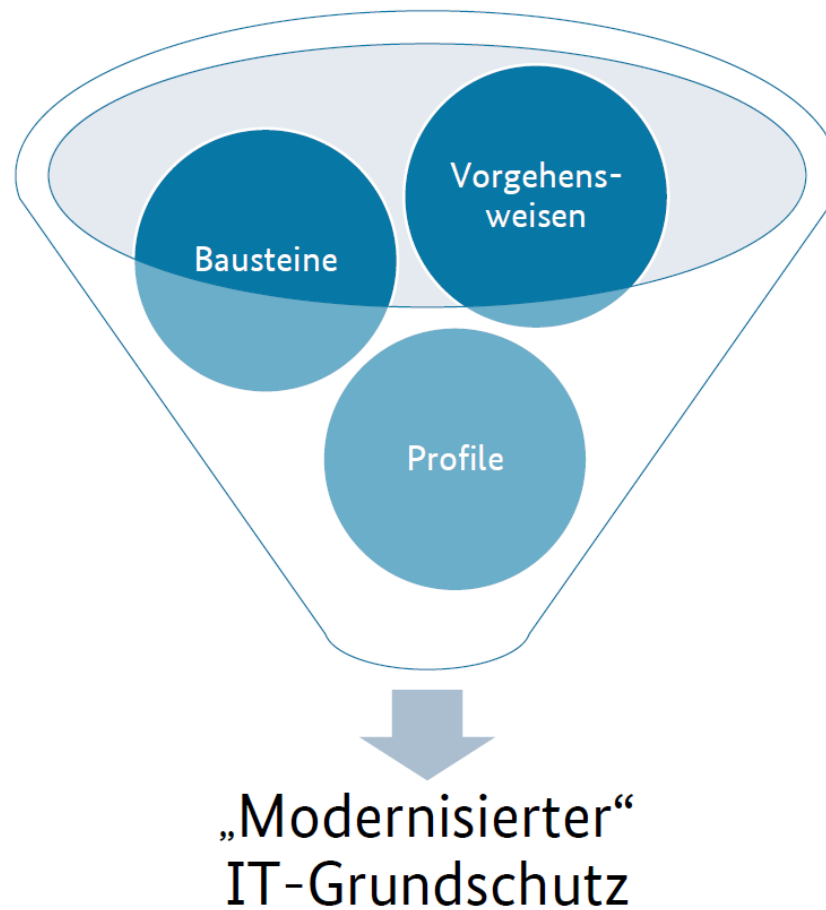 Vorgehens-
weisen
Bausteine
Profile
„Modernisierter“
IT-Grundschutz